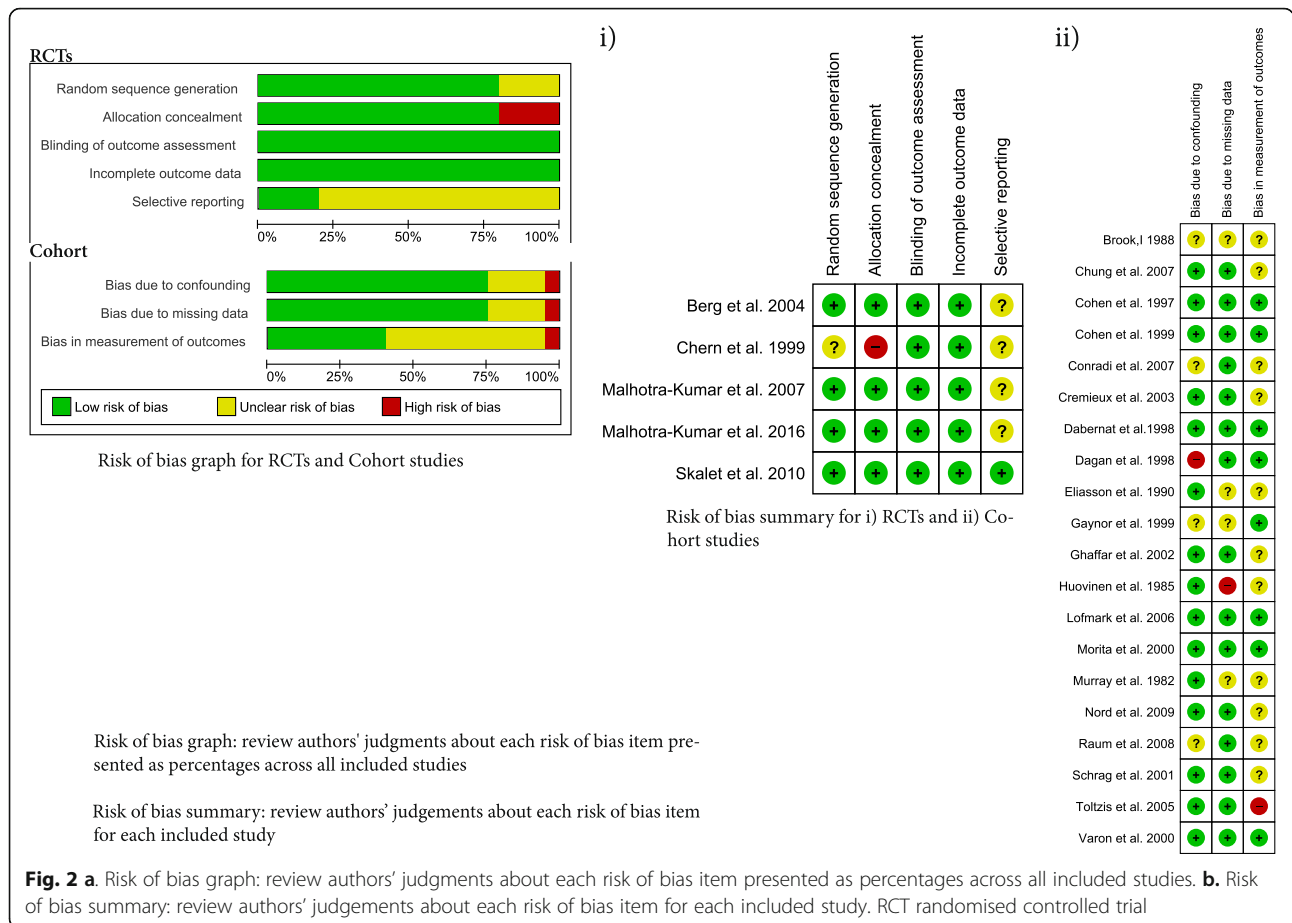 RCTs
Random sequence generation
Allocation concealment
Blinding of outcome assessment
Incomplete outcome data
Selective reporting
0% 25% 50% 75% 100%
Cohort
Bias due to confounding
Bias due to missing data
Bias in measurement of outcomes
0% 25% 50% 75% 100%
Low risk of bias Unclear risk of bias High risk of bias
Risk of bias graph for RCTs and Cohort studies
i)
Random sequence generation
Allocation concealment
Blinding of outcome assessment
Incomplete outcome data
Selective reporting
Berg et al. 2004 + + + + ?
Chern et al. 1999 ? − + + ?
Malhotra-Kumar et al. 2007 + + + + ?
Malhotra-Kumar et al. 2016 + + + + ?
Skalet et al. 2010 + + + + +
Risk of bias summary for i) RCTs and ii) Co-
hort studies
ii)
Bias due to confounding
Bias due to missing data
Bias in measurement of outcomes
Brook,I 1988 ? ? ?
Chung et al. 2007 + + ?
Cohen et al. 1997 + + +
Cohen et al. 1999 + + +
Conradi et al. 2007 ? + ?
Cremieux et al. 2003 + + ?
Dabernat et al.1998 + + +
Dagan et al. 1998 − + +
Eliasson et al. 1990 + ? ?
Gaynor et al. 1999 ? ? +
Ghaffar et al. 2002 + + ?
Huovinen et al. 1985 + − ?
Lofmark et al. 2006 + + +
Morita et al. 2000 + + +
Murray et al. 1982 + ? ?
Nord et al. 2009 + + ?
Raum et al. 2008 ? + ?
Schrag et al. 2001 + + ?
Toltzis et al. 2005 + + −
Varon et al. 2000 + + +
Risk of bias graph: review authors' judgments about each risk of bias item pre-
sented as percentages across all included studies
Risk of bias summary: review authors’ judgements about each risk of bias item
for each included study
Fig. 2 a. Risk of bias graph: review authors’ judgments about each risk of bias item presented as percentages across all included studies. b. Risk
of bias summary: review authors’ judgements about each risk of bias item for each included study. RCT randomised controlled trial